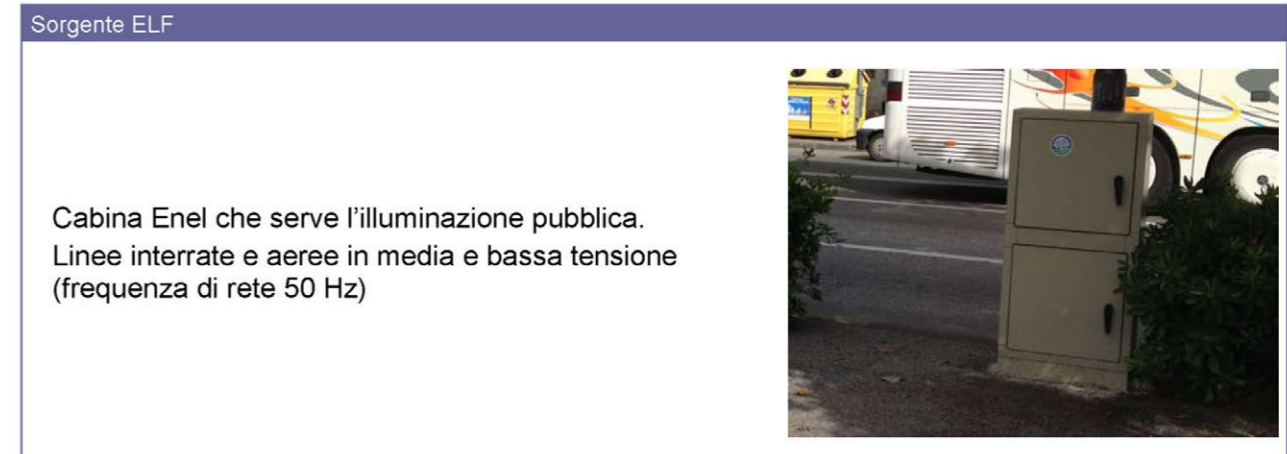 Sorgente ELF
Cabina Enel che serve l'illuminazione pubblica.
Linee interrate e aeree in media e bassa tensione
(frequenza di rete 50 Hz)